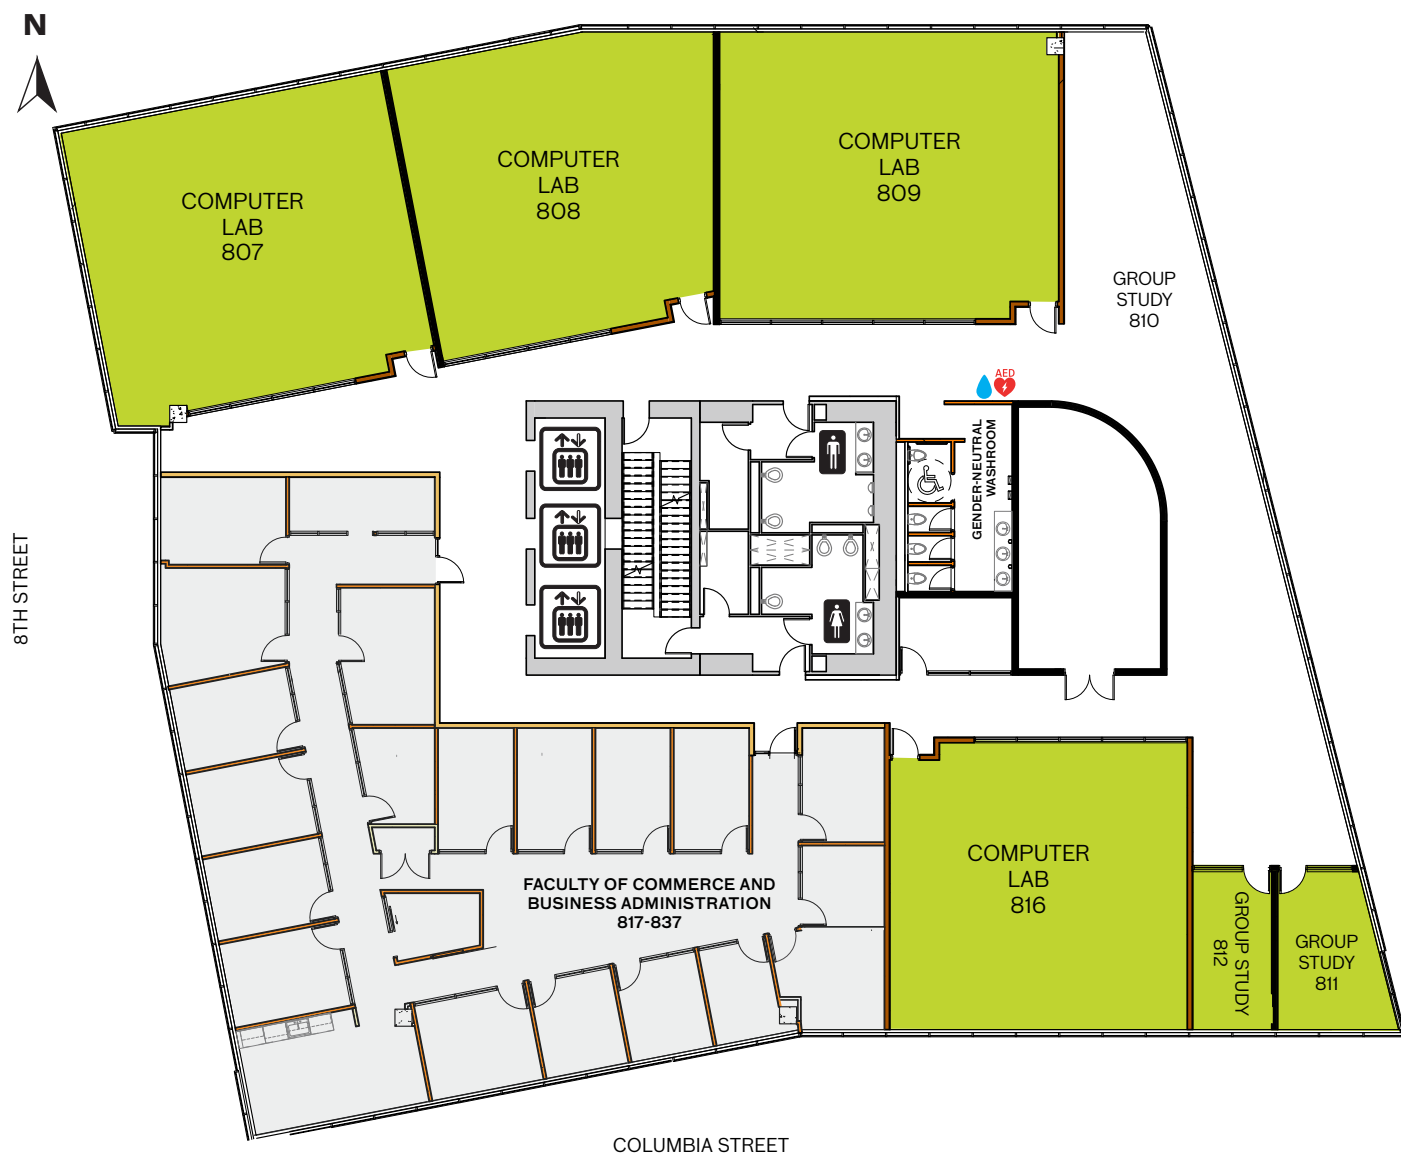 N
COMPUTER
LAB
807
COMPUTER
LAB
808
COMPUTER
LAB
809
GROUP
STUDY
810
AED
GENDER-NEUTRAL
WASHROOM
8TH STREET
FACULTY OF COMMERCE AND
BUSINESS ADMINISTRATION
817-837
COMPUTER
LAB
816
GROUP STUDY
812
GROUP
STUDY
811
COLUMBIA STREET